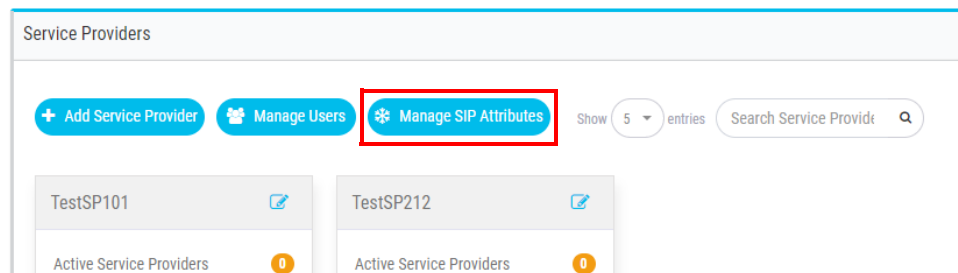 Service Providers
Add Service Provider Manage Users Manage SIP Attributes Show 5 entries Search Service Provide
TestSP101 TestSP212
Active Service Providers 0 Active Service Providers 0